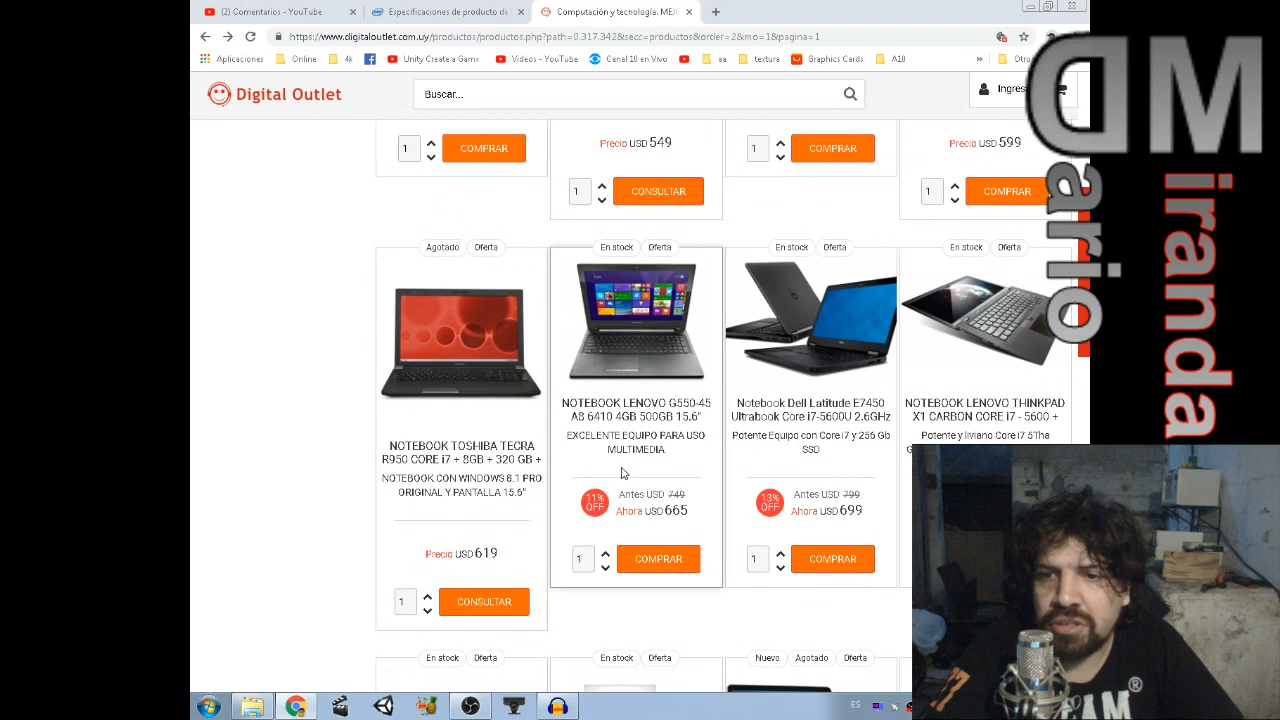 (2) Comentarios - YouTube
Especificaciones de producto de
Computación y tecnología. ME/
https://www.digitaloutlet.com.uy/productos/productos.php?path=0.317.342&secc=productos&order=2&mo=1&pagina=1
Aplicaciones
Online
4k
Unity Create a Game
Videos - YouTube
Canal 10 en Vivo
aa
textura
Graphics Cards
A10
»
Otros
Digital Outlet
Buscar...
Ingres
1 COMPRAR
Precio USD 549
1 CONSULTAR
1 COMPRAR
Precio USD 599
1 COMPRAR
Agotado Oferta
NOTEBOOK TOSHIBA TECRA
R950 CORE i7 + 8GB + 320 GB +
NOTEBOOK CON WINDOWS 8.1 PRO
ORIGINAL Y PANTALLA 15.6"
Precio USD 619
1 CONSULTAR
En stock Oferta
NOTEBOOK LENOVO G550-45
A8 6410 4GB 500GB 15.6"
EXCELENTE EQUIPO PARA USO
MULTIMEDIA
11%
OFF
Antes USD 749
Ahora USD 665
1 COMPRAR
En stock Oferta
Notebook Dell Latitude E7450
Ultrabook Core i7-5600U 2.6GHz
Potente Equipo con Core i7 y 256 Gb
SSD
13%
OFF
Antes USD 799
Ahora USD 699
1 COMPRAR
En stock Oferta
NOTEBOOK LENOVO THINKPAD
X1 CARBON CORE i7 - 5600 +
Potente y liviano Core i7 5Tha
En stock Oferta
En stock Oferta
Nuevo Agotado Oferta
ES
Dario
Miranda